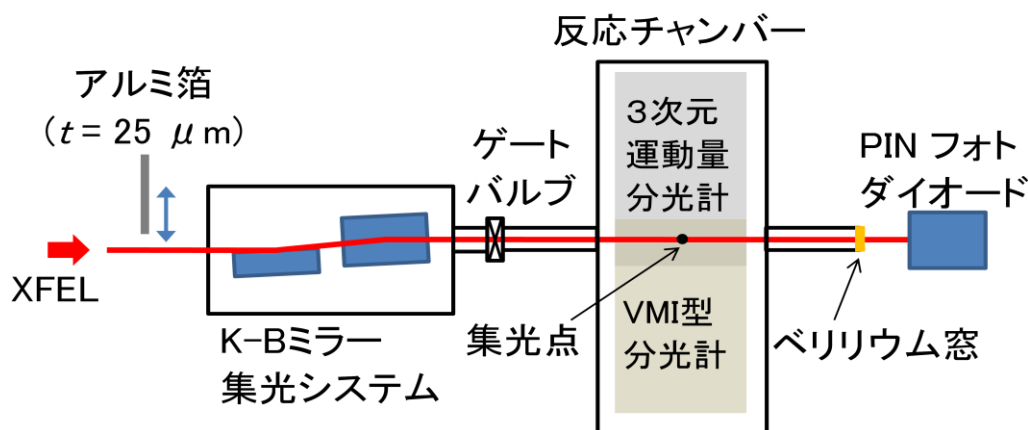 反応チャンバー
アルミ箔
(t = 25 μm)
ゲート
バルブ
3次元
運動量
分光計
PIN フォト
ダイオード
XFEL
K-Bミラー
集光システム
集光点
VMI型
分光計
ベリリウム窓